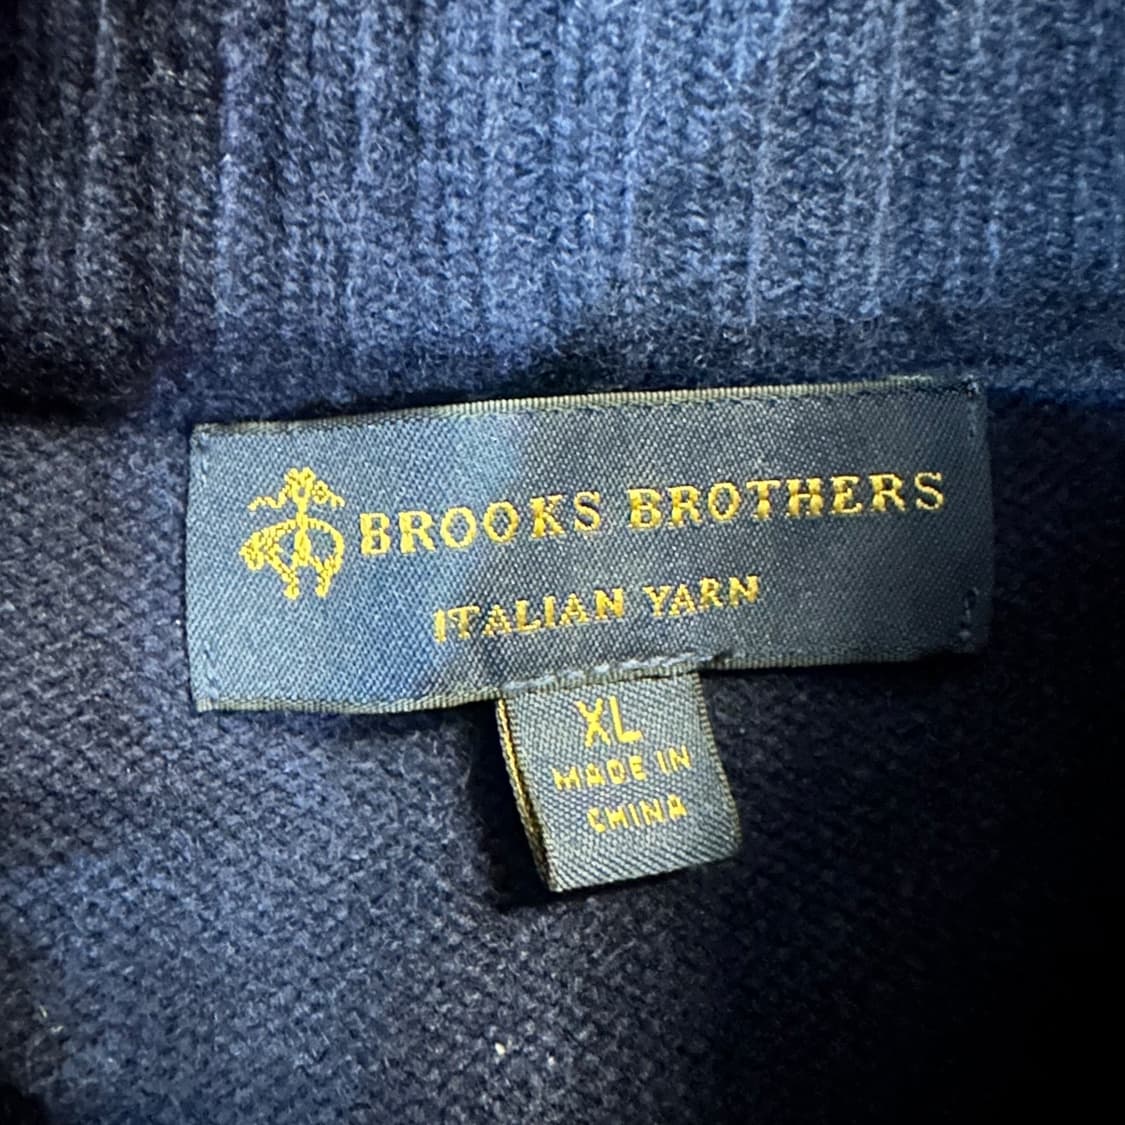 BROOKS BROTHERS
ITALIAN YARN
XL
MADE IN
CHINA